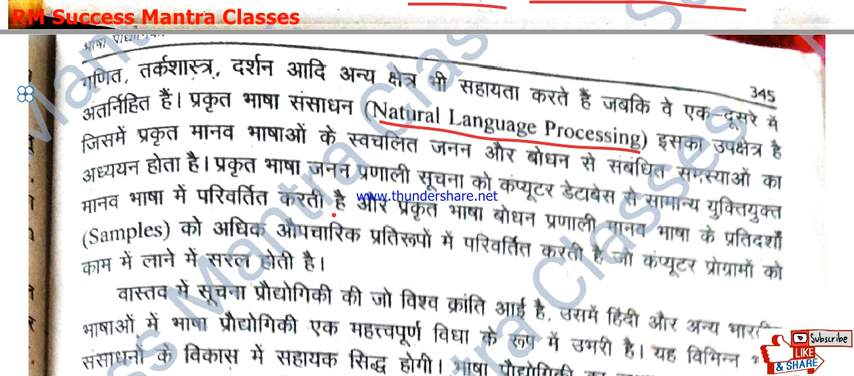 RM Success Mantra Classes
भाषा प्रौद्योगिकी
345
गणित, तर्कशास्त्र, दर्शन आदि अन्य क्षेत्र भी सहायता करते हैं जबकि वे एक-दूसरे में
अंतर्निहित हैं। प्रकृत भाषा संसाधन (Natural Language Processing) इसका उपक्षेत्र है
जिसमें प्रकृत मानव भाषाओं के स्वचलित जनन और बोधन से संबंधित समस्याओं का
अध्ययन होता है। प्रकृत भाषा जनन प्रणाली सूचना को कंप्यूटर डेटाबेस से सामान्य युक्तियुक्त
www.thundershare.net
मानव भाषा में परिवर्तित करती है और प्रकृत भाषा बोधन प्रणाली मानव भाषा के प्रतिदर्शों
(Samples) को अधिक औपचारिक प्रतिरूपों में परिवर्तित करती है जो कंप्यूटर प्रोग्रामों को
काम में लाने में सरल होती है।
वास्तव में सूचना प्रौद्योगिकी की जो विश्व क्रांति आई है, उसमें हिंदी और अन्य
भाषाओं में भाषा प्रौद्योगिकी एक महत्त्वपूर्ण विधा के रूप में उभरी है। यह विभिन्न
संसाधनों के विकास में सहायक सिद्ध होगी। भाषा प्रौद्योगिकी का
Subscribe
LIKE
& SHARE